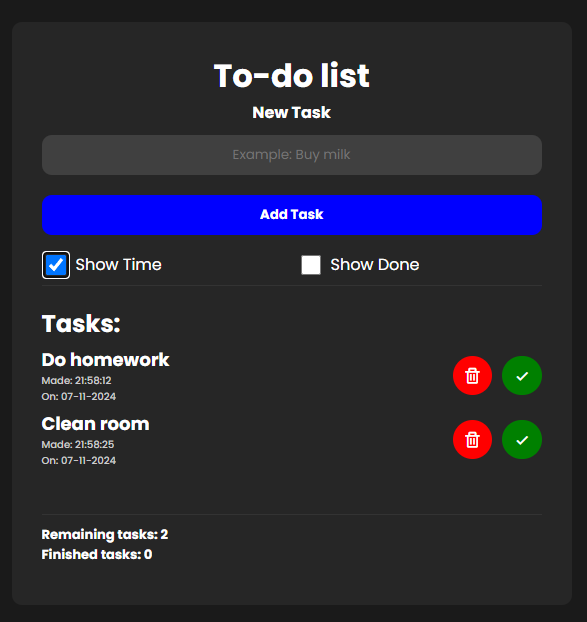 To-do list
New Task
Example: Buy milk
Add Task
Show Time Show Done
Tasks:
Do homework
Made: 21:58:12
On: 07-11-2024
Clean room
Made: 21:58:25
On: 07-11-2024
Remaining tasks: 2
Finished tasks: 0